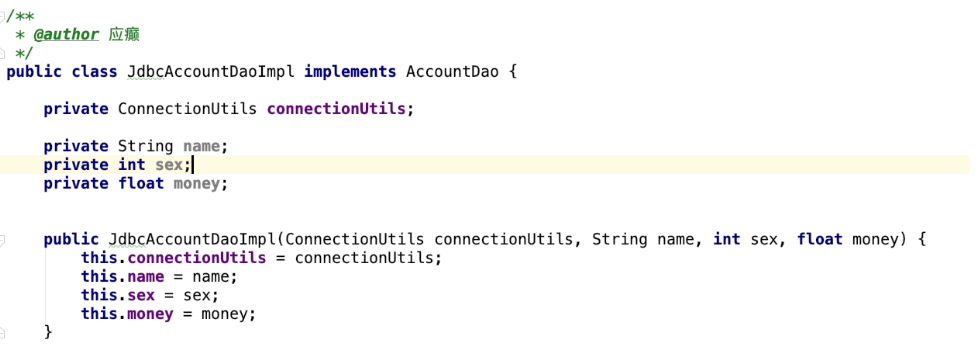 /**
 * @author 应癫
 */
public class JdbcAccountDaoImpl implements AccountDao {
    private ConnectionUtils connectionUtils;
    private String name;
    private int sex;
    private float money;
    public JdbcAccountDaoImpl(ConnectionUtils connectionUtils, String name, int sex, float money) {
        this.connectionUtils = connectionUtils;
        this.name = name;
        this.sex = sex;
        this.money = money;
    }